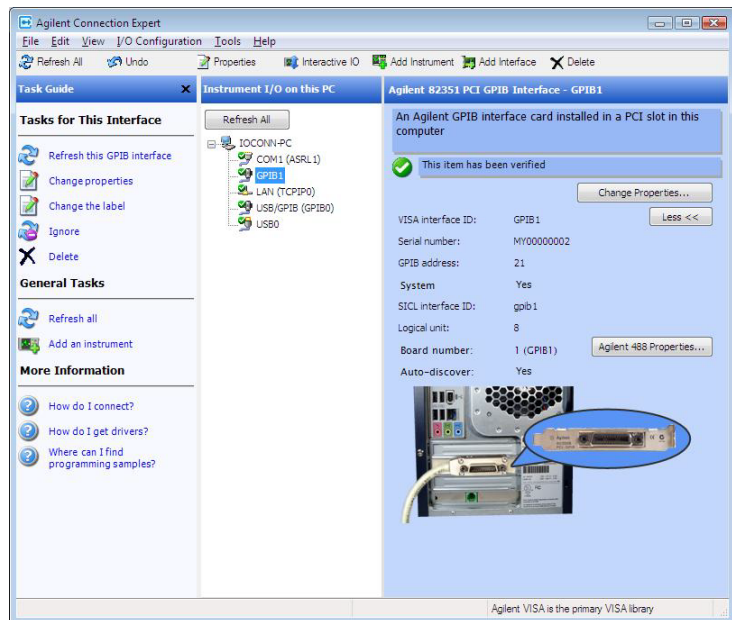 Agilent Connection Expert
File Edit View I/O Configuration Tools Help
Refresh All Undo Properties Interactive IO Add Instrument Add Interface Delete
Task Guide
Tasks for This Interface
Refresh this GPIB interface
Change properties
Change the label
Ignore
Delete
General Tasks
Refresh all
Add an instrument
More Information
How do I connect?
How do I get drivers?
Where can I find
programming samples?
Instrument I/O on this PC
Refresh All
IOCONN-PC
COM1 (ASRL1)
GPIB1
LAN (TCPIP0)
USB/GPIB (GPIB0)
USB0
Agilent 82351 PCI GPIB Interface - GPIB1
An Agilent GPIB interface card installed in a PCI slot in this
computer
This item has been verified
Change Properties...
Less <<
VISA interface ID: GPIB1
Serial number: MY00000002
GPIB address: 21
System Yes
SICL interface ID: gpib1
Logical unit: 8
Board number: 1 (GPIB1)
Agilent 488 Properties...
Auto-discover: Yes
Agilent
Agilent VISA is the primary VISA library